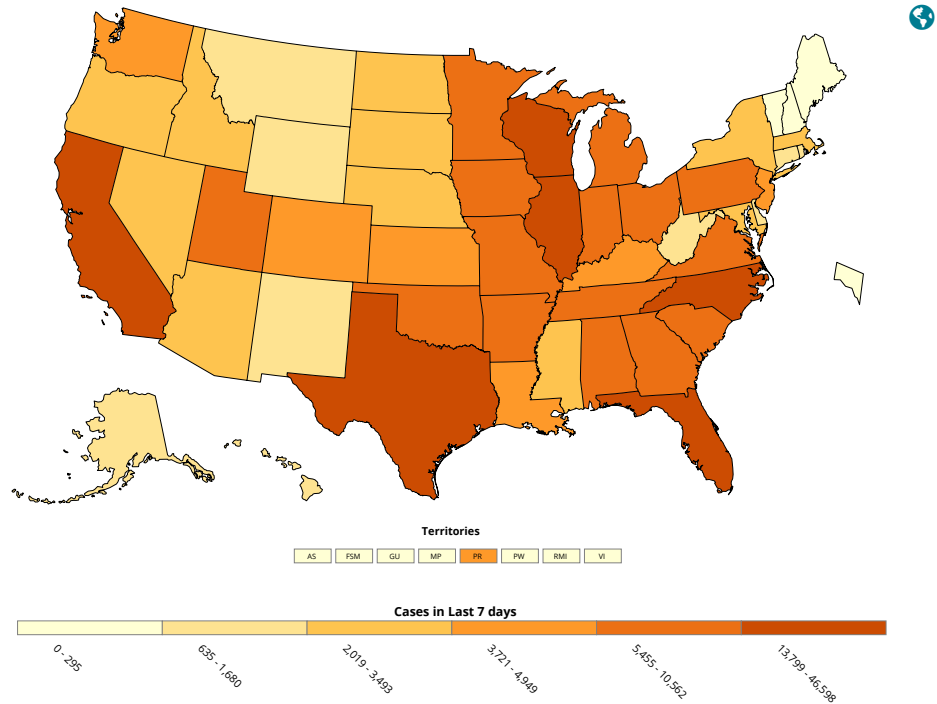 Territories
AS FSM GU MP PR PW RMI VI
Cases in Last 7 days
0 - 295
635 - 1,680
2,019 - 3,493
3,721 - 4,949
5,455 - 10,562
13,799 - 46,598